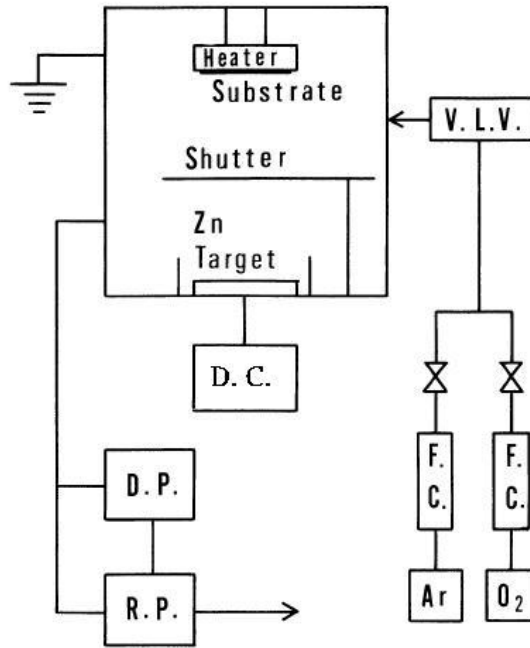 Heater
Substrate
V.L.V.
Shutter
Zn
Target
D.C.
F.
C.
F.
C.
D.P.
R.P.
Ar
O₂